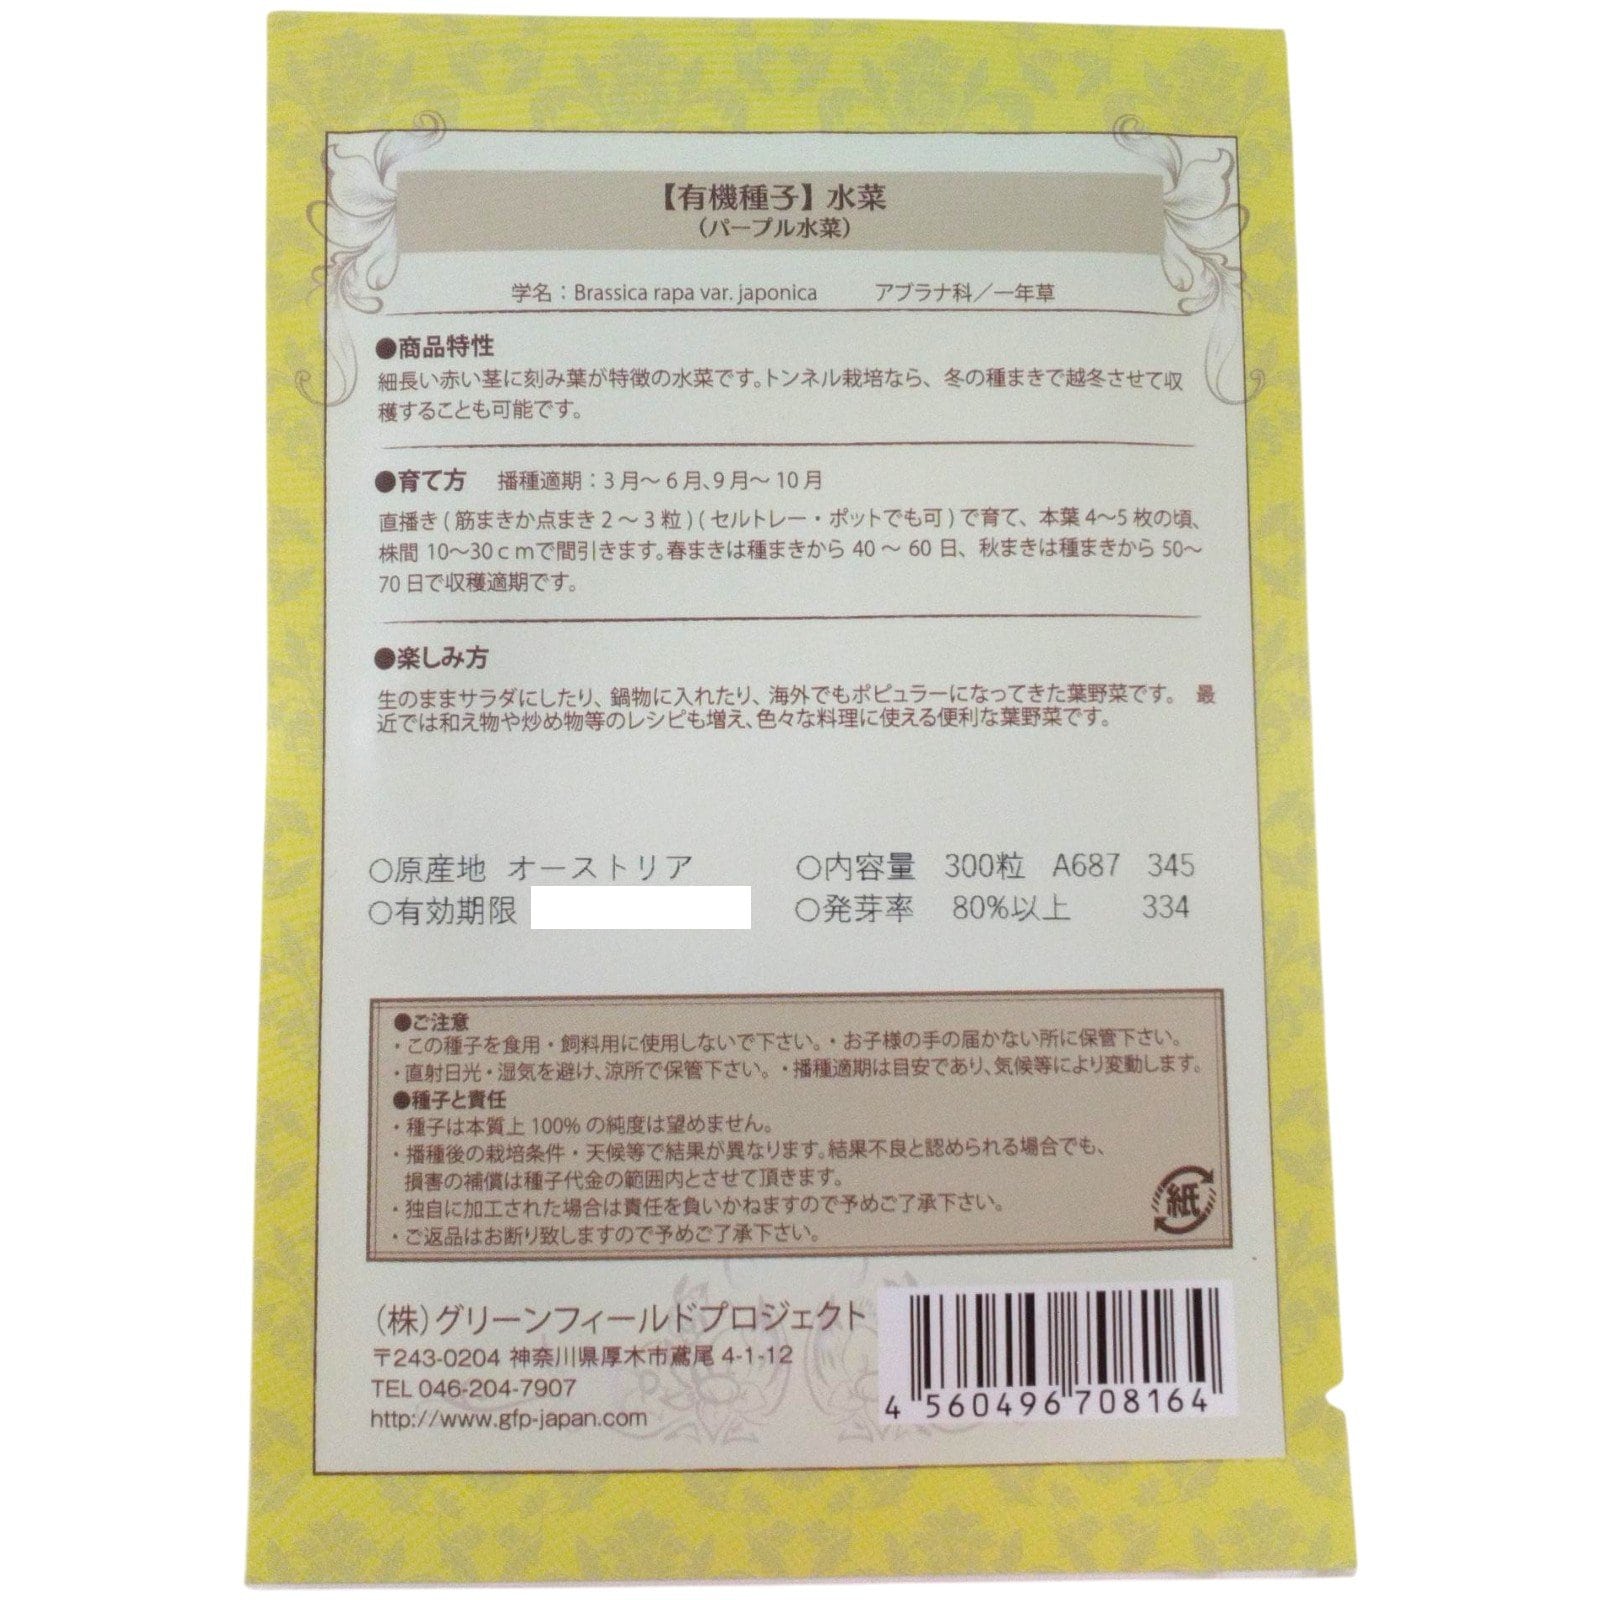 【有機種子】水菜
（パープル水菜）
学名：Brassica rapa var. japonica　アブラナ科／一年草
●商品特性
細長い赤い茎に刻み葉が特徴の水菜です。トンネル栽培なら、冬の種まきで越冬させて収
穫することも可能です。
●育て方　播種適期：3月～6月、9月～10月
直播き(筋まきか点まき2～3粒)(セルトレー・ポットでも可)で育て、本葉4～5枚の頃、
株間10～30cmで間引きます。春まきは種まきから40～60日、秋まきは種まきから50～
70日で収穫適期です。
●楽しみ方
生のままサラダにしたり、鍋物に入れたり、海外でもポピュラーになってきた葉野菜です。　最
近では和え物や炒め物等のレシピも増え、色々な料理に使える便利な葉野菜です。
○原産地　オーストリア　○内容量　300粒　A687　345
○有効期限　○発芽率　80%以上　334
●ご注意
・この種子を食用・飼料用に使用しないで下さい。・お子様の手の届かない所に保管下さい。
・直射日光・湿気を避け、涼所で保管下さい。・播種適期は目安であり、気候等により変動します。
●種子と責任
・種子は本質上100%の純度は望めません。
・播種後の栽培条件・天候等で結果が異なります。結果不良と認められる場合でも、
損害の補償は種子代金の範囲内とさせて頂きます。
・独自に加工された場合は責任を負いかねますので予めご了承下さい。
・ご返品はお断り致しますので予めご了承下さい。
紙
（株）グリーンフィールドプロジェクト
〒243-0204 神奈川県厚木市鳶尾4-1-12
TEL 046-204-7907
http://www.gfp-japan.com
4 560496 708164